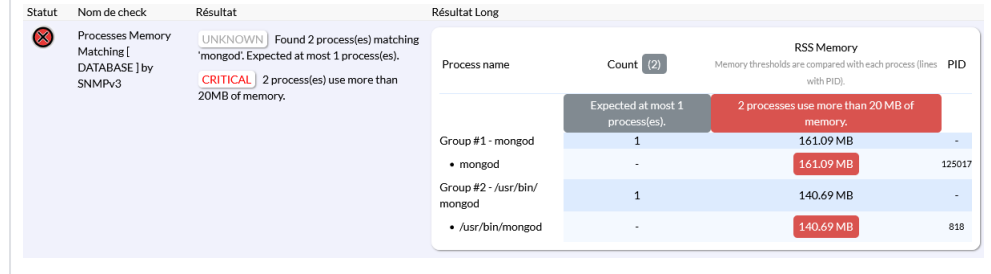 Statut Nom de check Résultat Résultat Long
Processes Memory
Matching [
DATABASE ] by
SNMPv3
UNKNOWN Found 2 process(es) matching
'mongod'. Expected at most 1 process(es).
CRITICAL 2 process(es) use more than
20MB of memory.
Process name Count (2) RSS Memory PID
Memory thresholds are compared with each process (lines
with PID).
Expected at most 1
process(es).
2 processes use more than 20 MB of
memory.
Group #1 - mongod 1 161.09 MB -
• mongod - 161.09 MB 125017
Group #2 - /usr/bin/
mongod 1 140.69 MB -
• /usr/bin/mongod - 140.69 MB 818